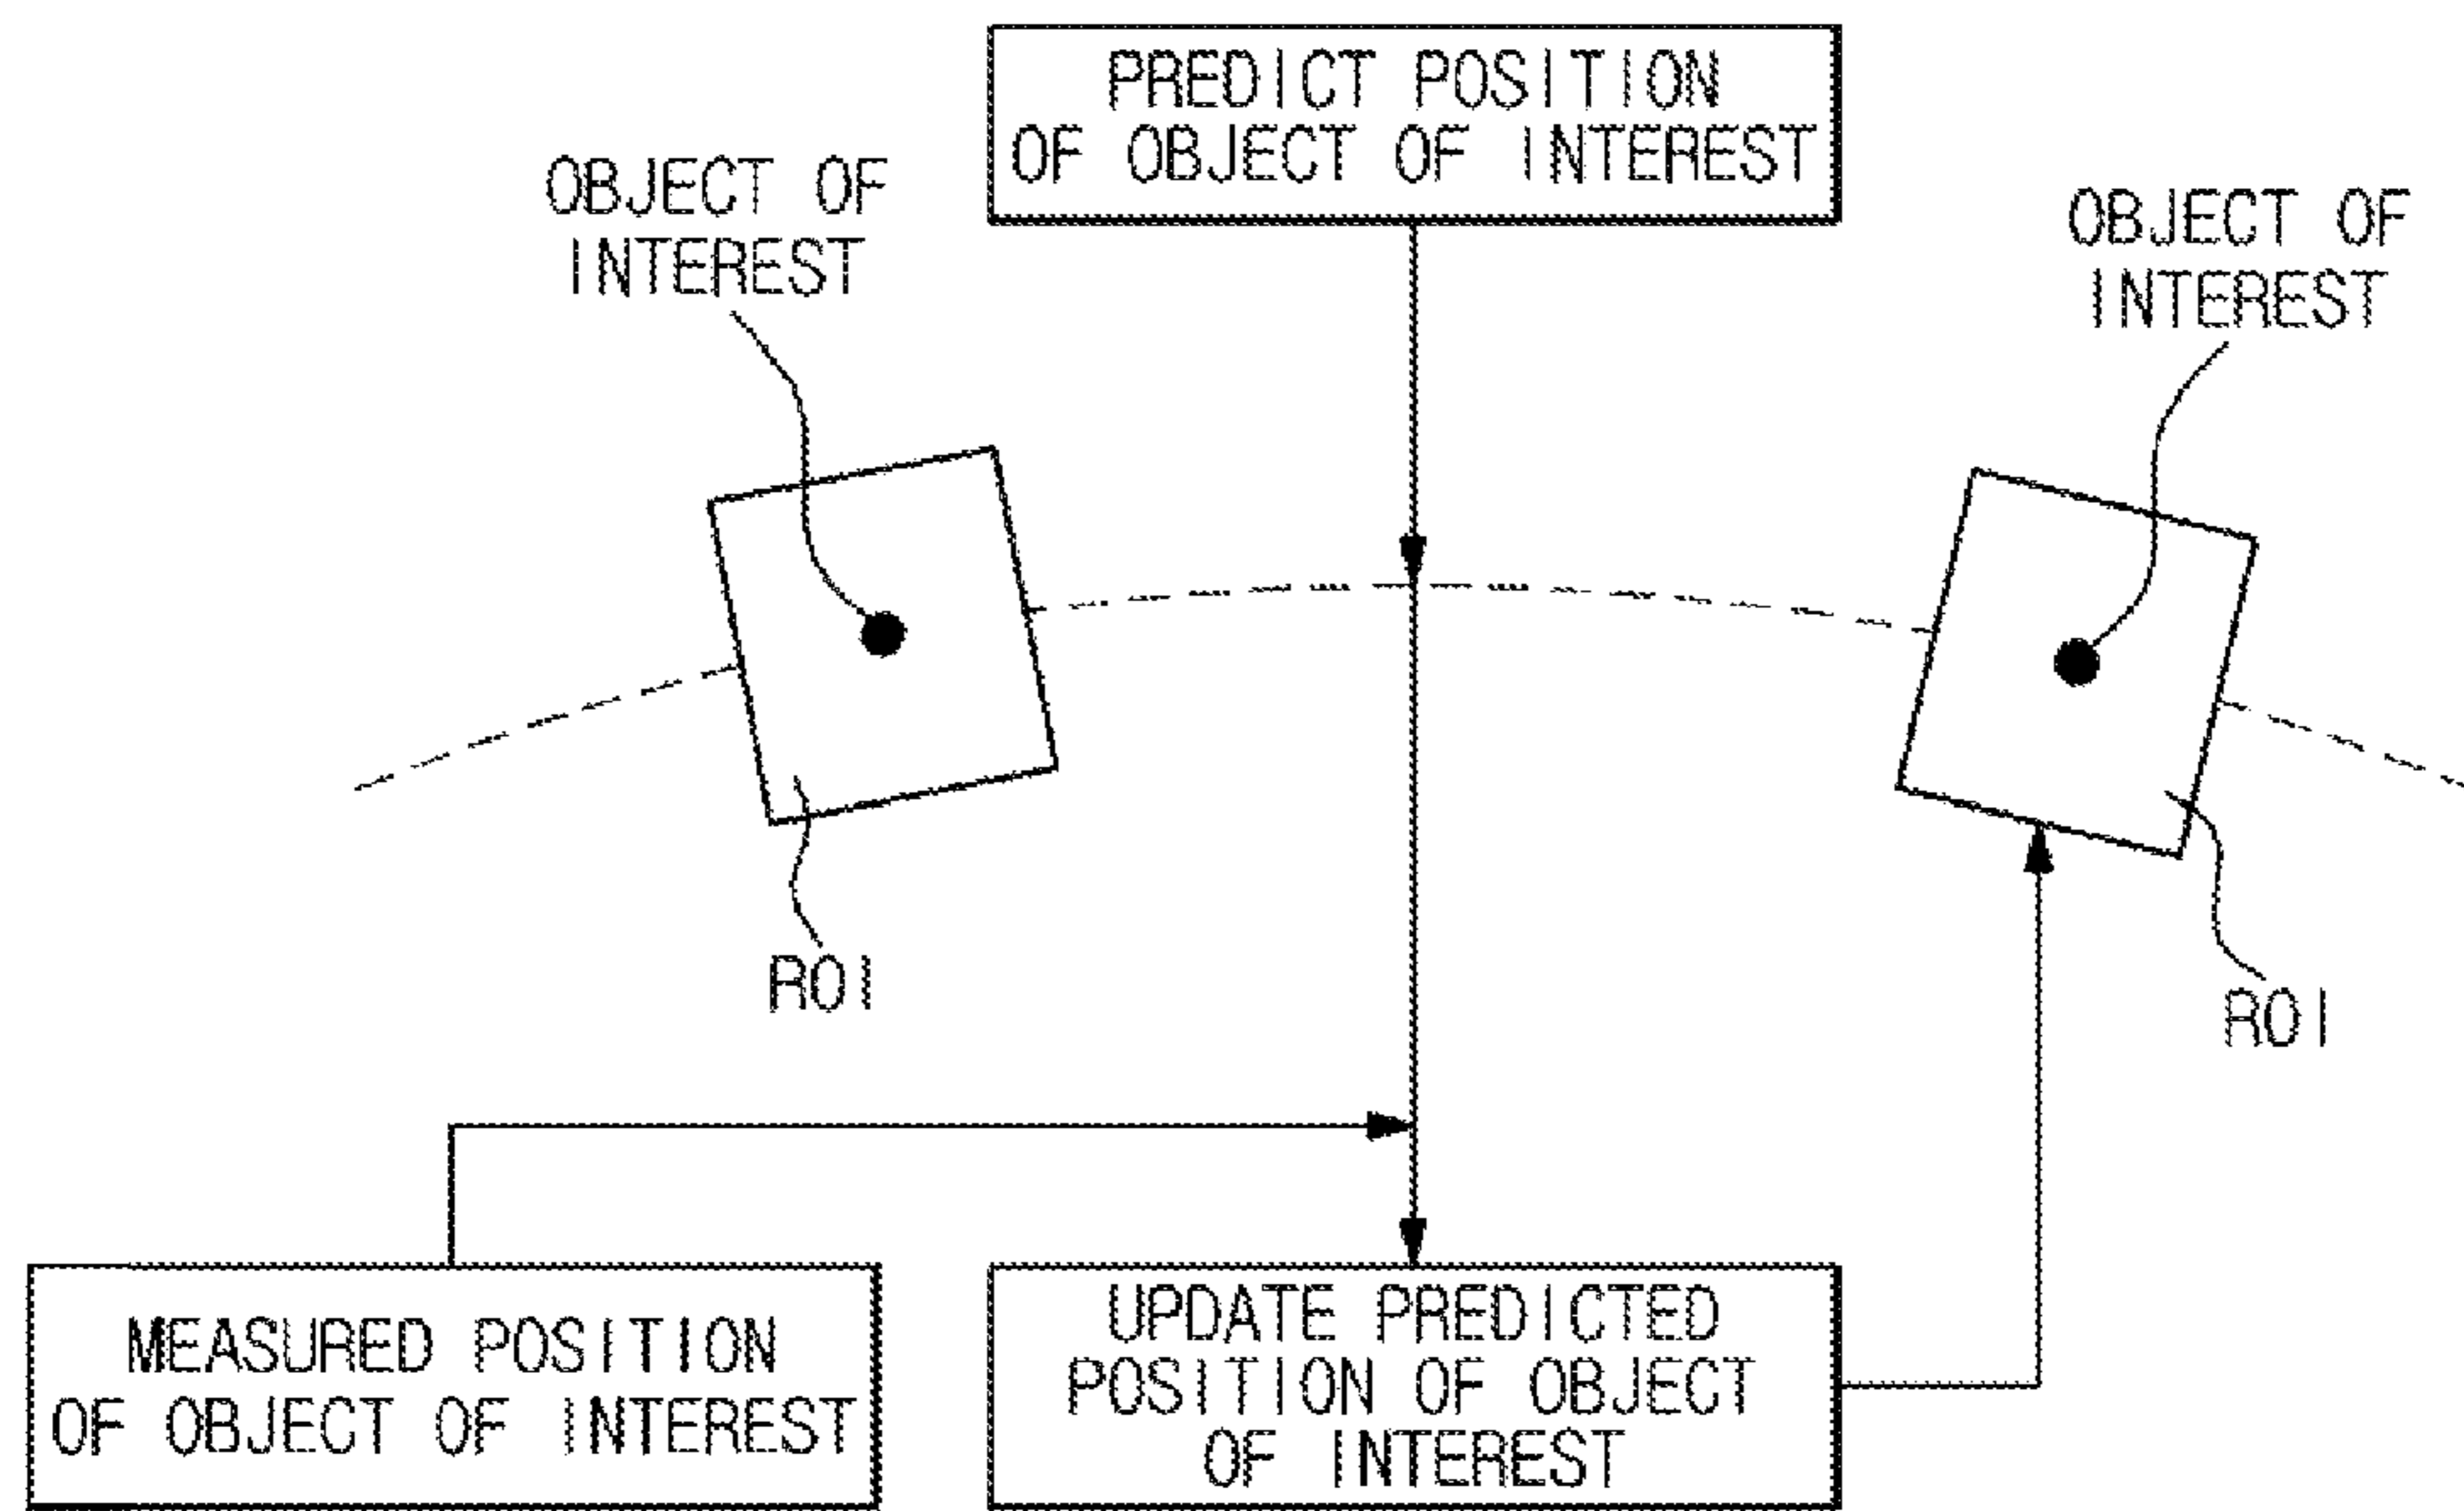 PREDICT POSITION
OF OBJECT OF INTEREST
OBJECT OF
INTEREST
OBJECT OF
INTEREST
ROI
ROI
MEASURED POSITION
OF OBJECT OF INTEREST
UPDATE PREDICTED
POSITION OF OBJECT
OF INTEREST